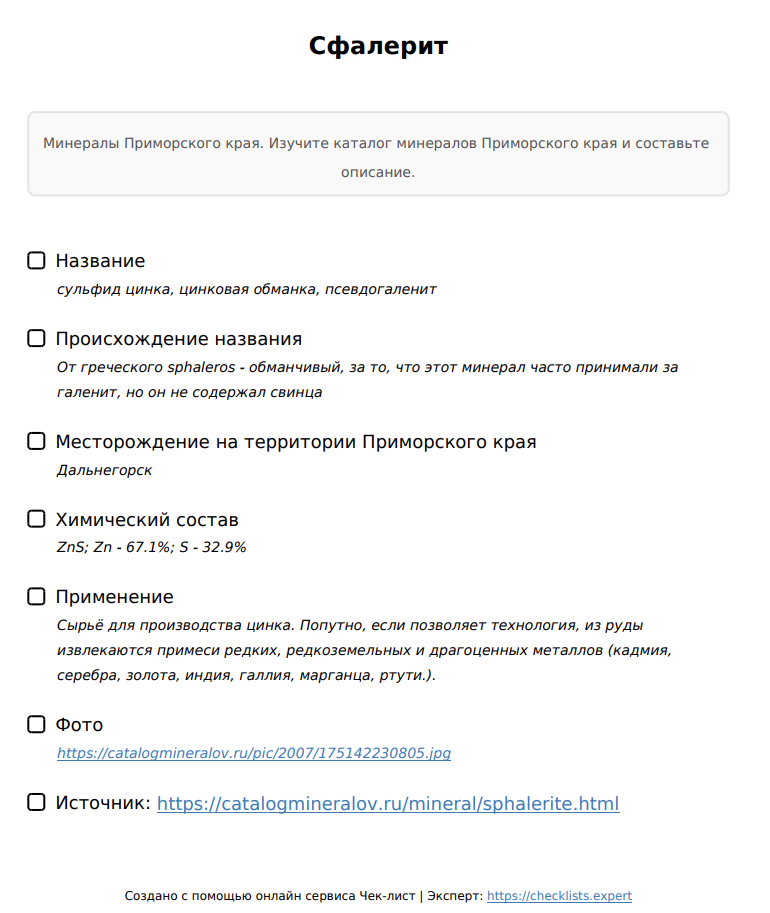 Сфалерит
Минералы Приморского края. Изучите каталог минералов Приморского края и составьте
описание.
Название
сульфид цинка, цинковая обманка, псевдогаленит
Происхождение названия
От греческого sphaleros - обманчивый, за то, что этот минерал часто принимали за
галенит, но он не содержал свинца
Месторождение на территории Приморского края
Дальнегорск
Химический состав
ZnS; Zn - 67.1%; S - 32.9%
Применение
Сырьё для производства цинка. Попутно, если позволяет технология, из руды
извлекаются примеси редких, редкоземельных и драгоценных металлов (кадмия,
серебра, золота, индия, галлия, марганца, ртути.).
Фото
https://catalogmineralov.ru/pic/2007/175142230805.jpg
Источник: https://catalogmineralov.ru/mineral/sphalerite.html
Создано с помощью онлайн сервиса Чек-лист | Эксперт: https://checklists.expert